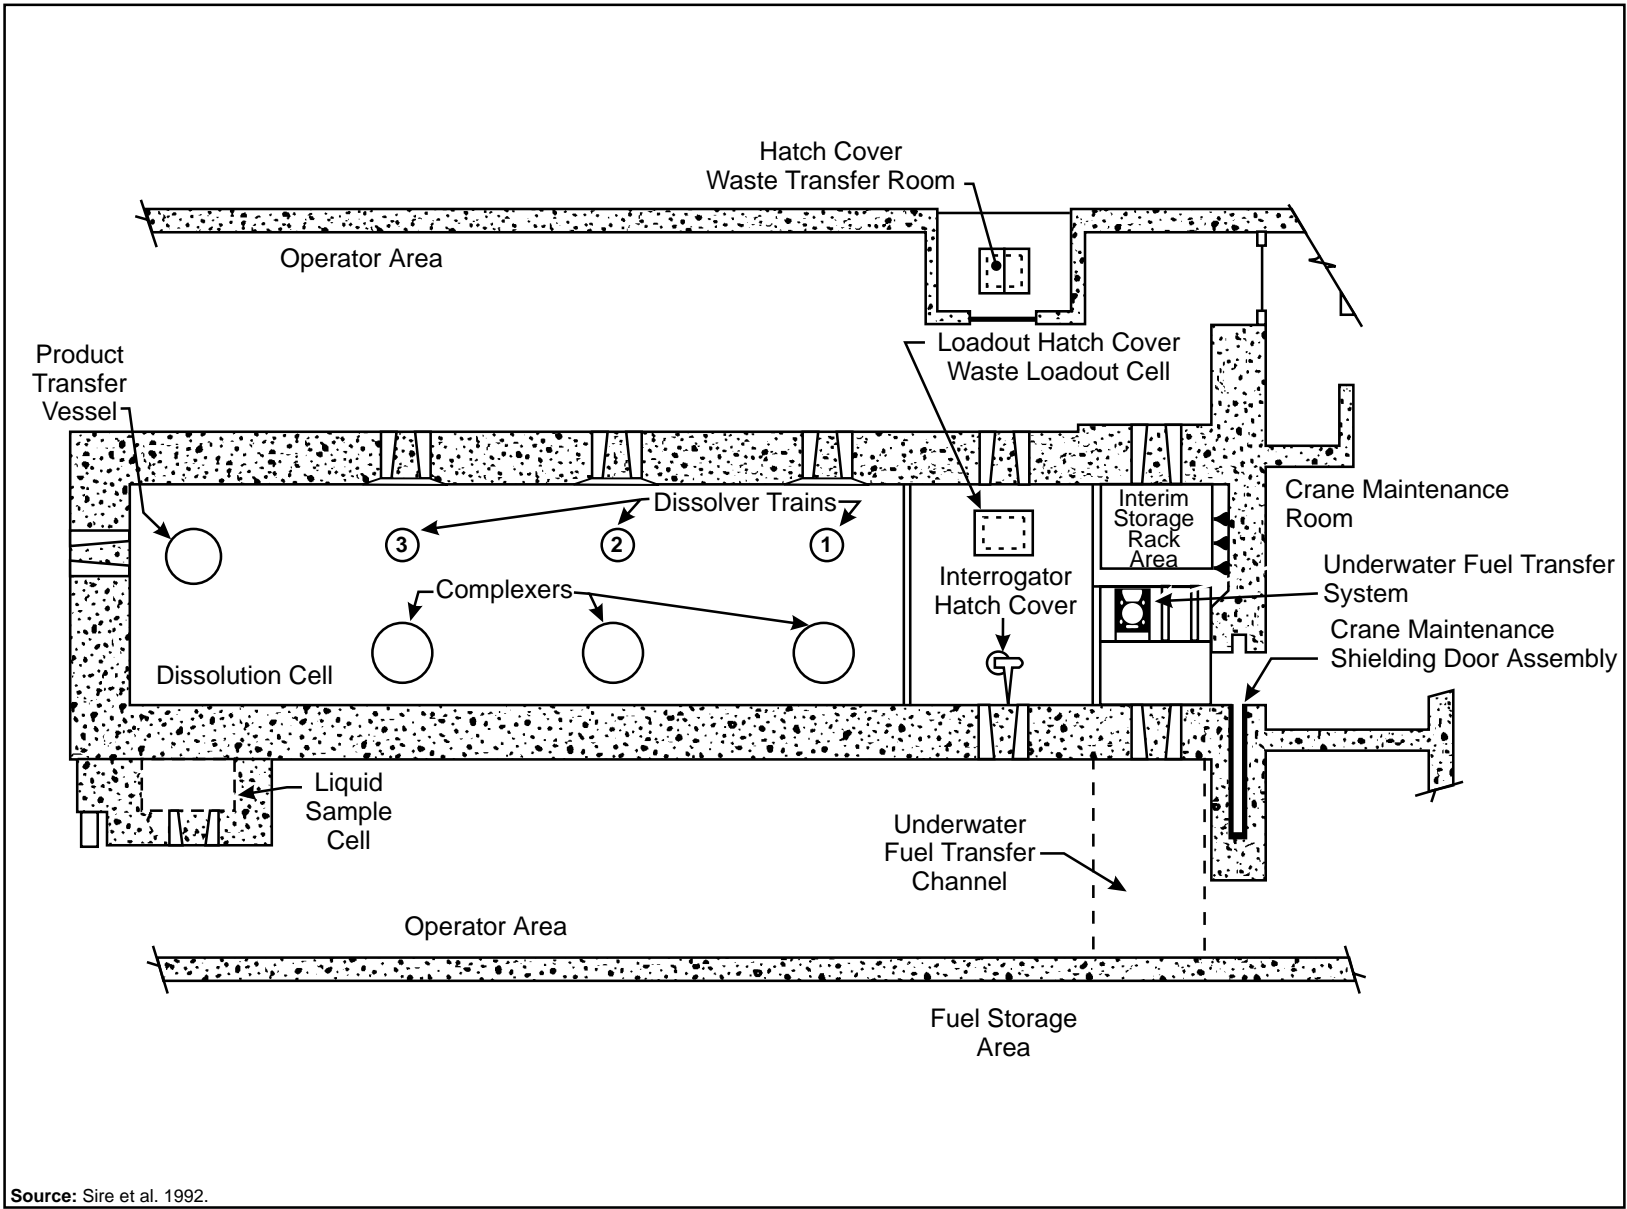 Hatch Cover
Waste Transfer Room
Operator Area
Loadout Hatch Cover
Waste Loadout Cell
Product
Transfer
Vessel
Dissolver Trains
3
2
1
Interim
Storage
Rack
Area
Crane Maintenance
Room
Complexers
Interrogator
Hatch Cover
Underwater Fuel Transfer
System
Crane Maintenance
Shielding Door Assembly
Dissolution Cell
Liquid
Sample
Cell
Underwater
Fuel Transfer
Channel
Operator Area
Fuel Storage
Area
Source: Sire et al. 1992.